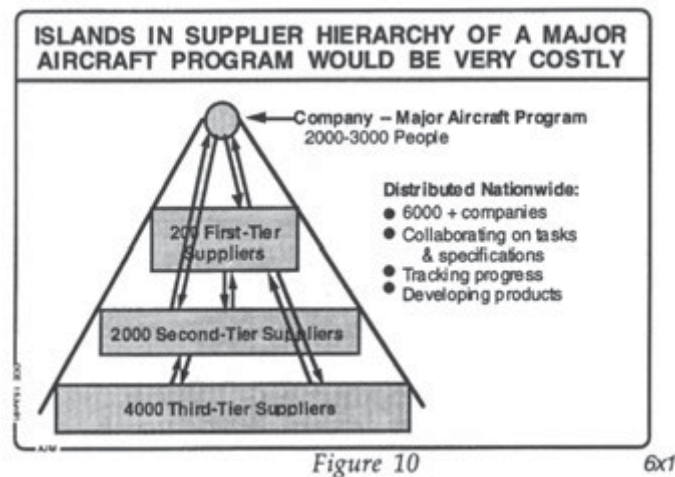 ISLANDS IN SUPPLIER HIERARCHY OF A MAJOR
AIRCRAFT PROGRAM WOULD BE VERY COSTLY
Company – Major Aircraft Program
2000-3000 People
Distributed Nationwide:
● 6000 + companies
● Collaborating on tasks
& specifications
● Tracking progress
● Developing products
200 First-Tier
Suppliers
2000 Second-Tier Suppliers
4000 Third-Tier Suppliers
Figure 10
6x1